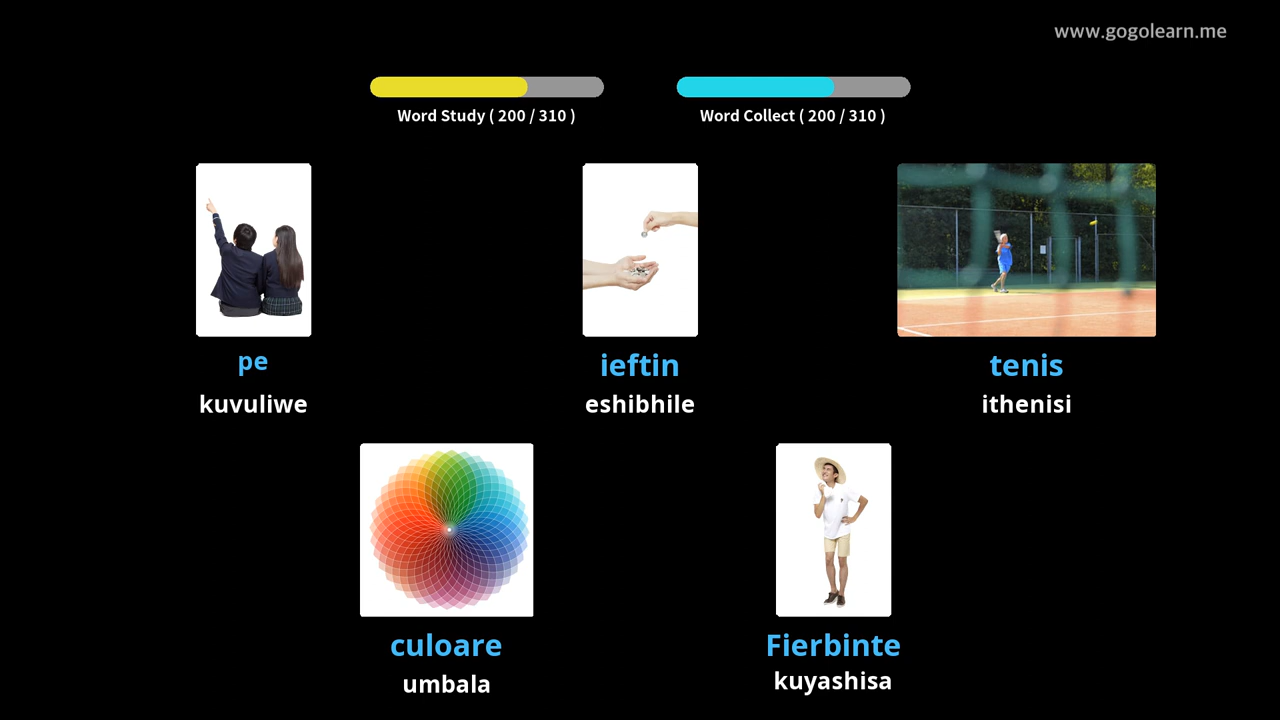 www.gogolearn.me
Word Study ( 200 / 310 )
Word Collect ( 200 / 310 )
pe
kuvuliwe
ieftin
eshibhile
tenis
ithenisi
culoare
umbala
Fierbinte
kuyashisa